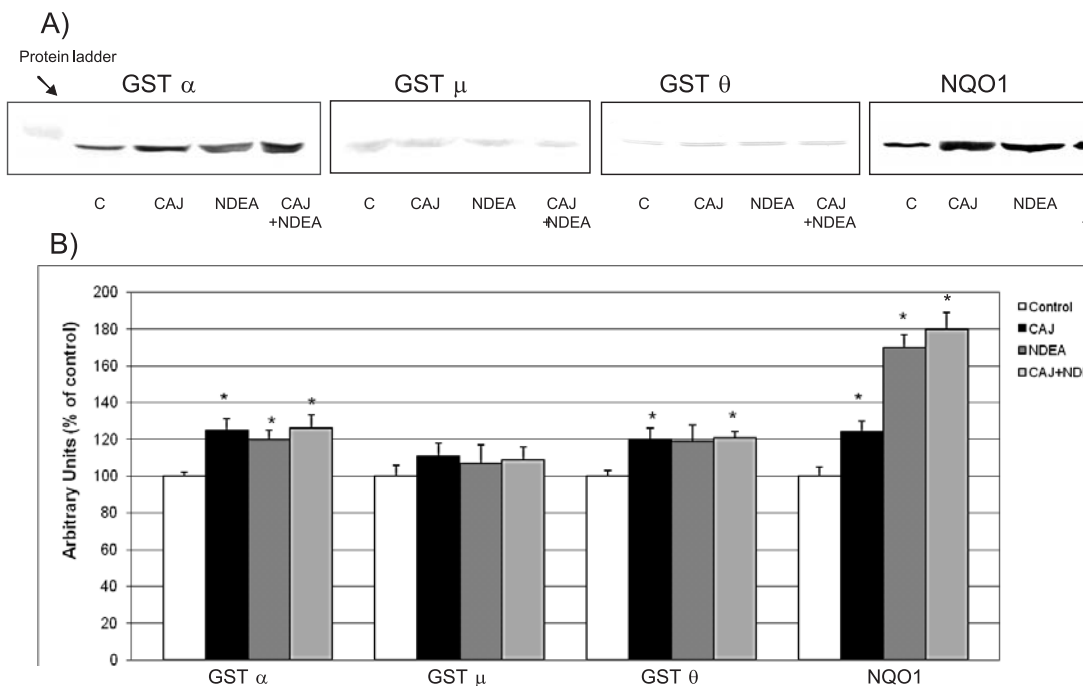 A)
Protein ladder
GST α
GST μ
GST θ
NQO1
C CAJ NDEA CAJ +NDEA
C CAJ NDEA CAJ +NDEA
C CAJ NDEA CAJ +NDEA
C CAJ NDEA
B)
Arbitrary Units (% of control)
200
180
160
140
120
100
80
60
40
20
0
* * *
* *
* * *
Control
CAJ
NDEA
CAJ+ND
GST α
GST μ
GST θ
NQO1